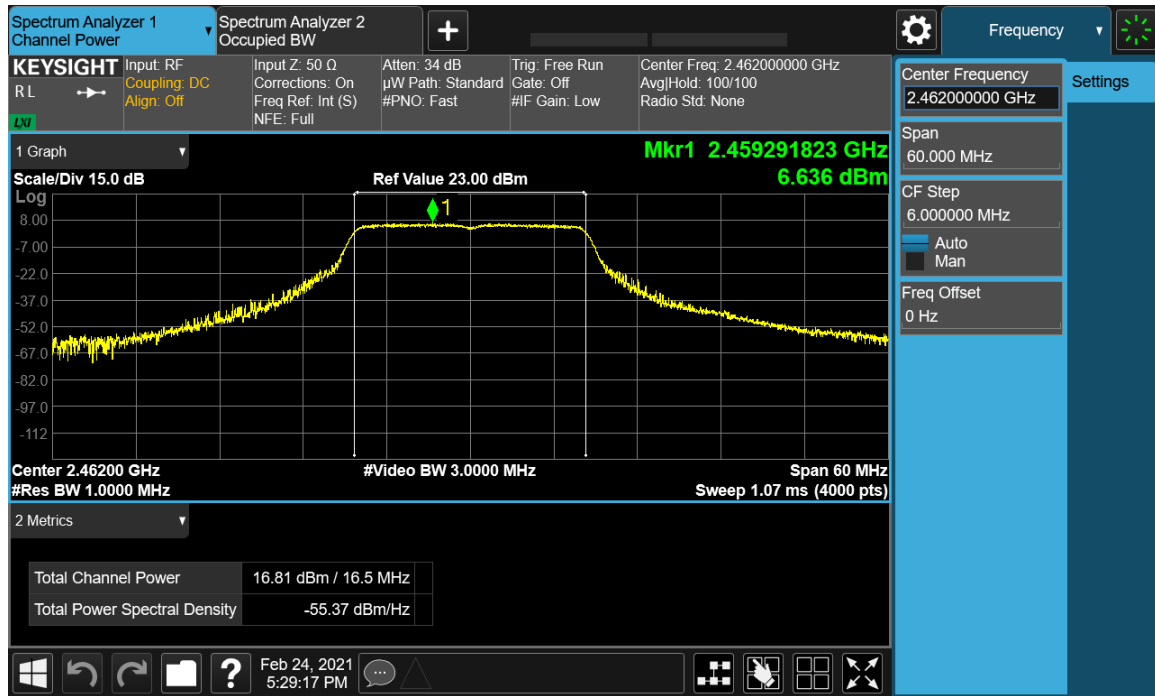 Spectrum Analyzer 1
Channel Power
Spectrum Analyzer 2
Occupied BW
+
Frequency
KEYSIGHT
R L
LXI
Input: RF
Coupling: DC
Align: Off
Input Z: 50 Ω
Corrections: On
Freq Ref: Int (S)
NFE: Full
Atten: 34 dB
µW Path: Standard
#PNO: Fast
Trig: Free Run
Gate: Off
#IF Gain: Low
Center Freq: 2.462000000 GHz
Avg|Hold: 100/100
Radio Std: None
Center Frequency
2.462000000 GHz
Settings
Span
60.000 MHz
CF Step
6.000000 MHz
Auto
Man
Freq Offset
0 Hz
1 Graph
Mkr1 2.459291823 GHz
6.636 dBm
Scale/Div 15.0 dB
Ref Value 23.00 dBm
Log
1
8.00
-7.00
-22.0
-37.0
-52.0
-67.0
-82.0
-97.0
-112
Center 2.46200 GHz
#Video BW 3.0000 MHz
Span 60 MHz
#Res BW 1.0000 MHz
Sweep 1.07 ms (4000 pts)
2 Metrics
Total Channel Power 16.81 dBm / 16.5 MHz
Total Power Spectral Density -55.37 dBm/Hz
?
Feb 24, 2021
5:29:17 PM